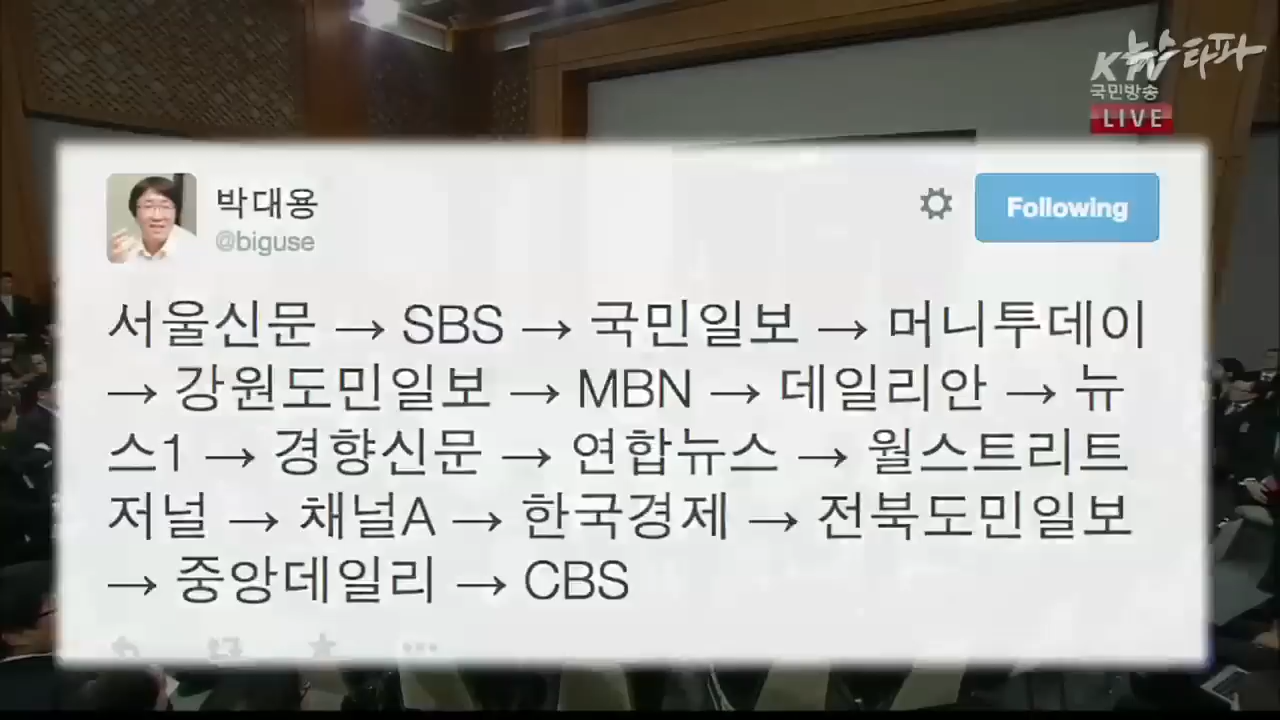 뉴스타파
KTV
국민방송
LIVE
박대용
@biguse
Following
서울신문 → SBS → 국민일보 → 머니투데이
→ 강원도민일보 → MBN → 데일리안 → 뉴
스1 → 경향신문 → 연합뉴스 → 월스트리트
저널 → 채널A → 한국경제 → 전북도민일보
→ 중앙데일리 → CBS